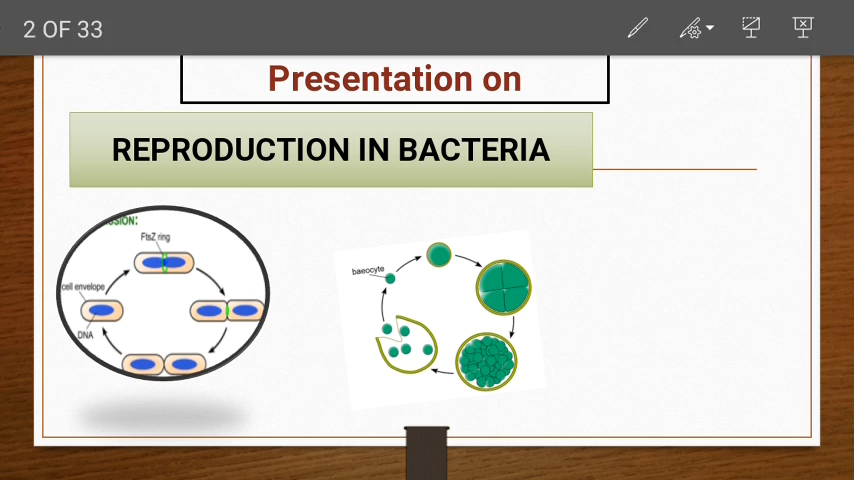 2 OF 33
Presentation on
REPRODUCTION IN BACTERIA
FtsZ ring
cell envelope
DNA
baeocyte